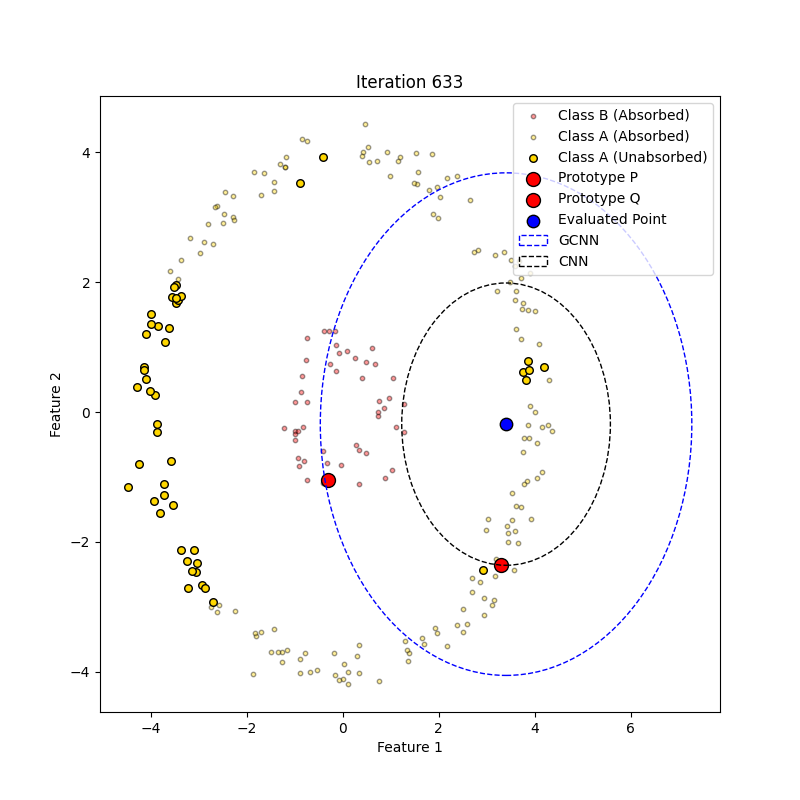 Iteration 633
Class B (Absorbed)
Class A (Absorbed)
Class A (Unabsorbed)
Prototype P
Prototype Q
Evaluated Point
GCNN
CNN
Feature 2
4
2
0
−2
−4
−4
−2
0
2
4
6
Feature 1